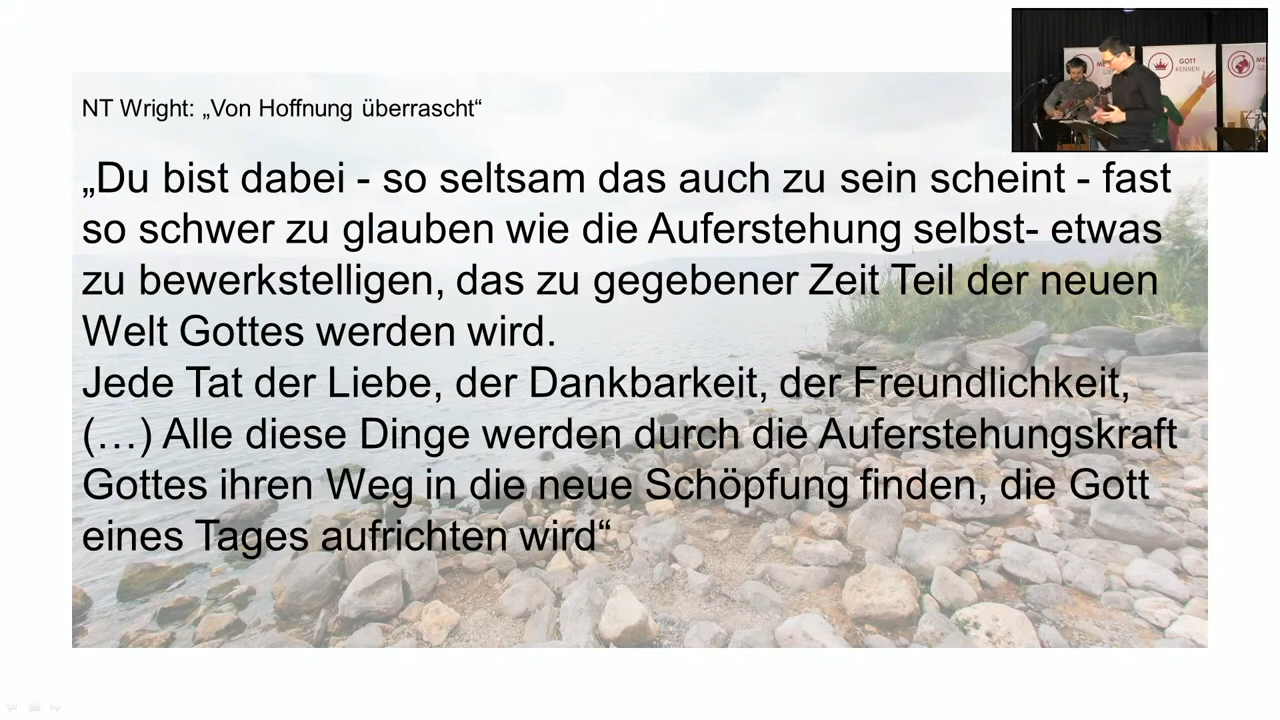 NT Wright: „Von Hoffnung überrascht“
„Du bist dabei - so seltsam das auch zu sein scheint - fast
so schwer zu glauben wie die Auferstehung selbst- etwas
zu bewerkstelligen, das zu gegebener Zeit Teil der neuen
Welt Gottes werden wird.
Jede Tat der Liebe, der Dankbarkeit, der Freundlichkeit,
(…) Alle diese Dinge werden durch die Auferstehungskraft
Gottes ihren Weg in die neue Schöpfung finden, die Gott
eines Tages aufrichten wird“
GOTT
KENNEN